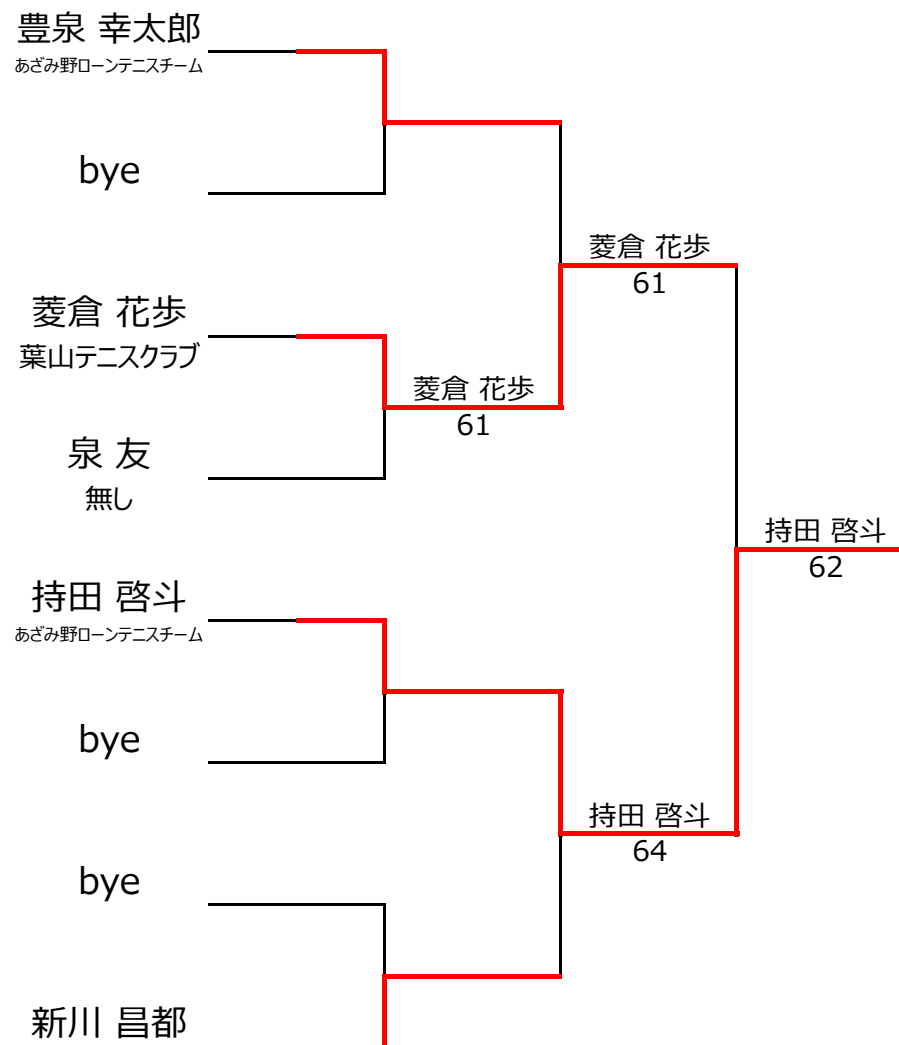 豊泉 幸太郎
あざみ野ローンテニスチーム
bye
菱倉 花歩
61
菱倉 花歩
葉山テニスクラブ
菱倉 花歩
61
泉 友
無し
持田 啓斗
62
持田 啓斗
あざみ野ローンテニスチーム
bye
持田 啓斗
64
bye
新川 昌都